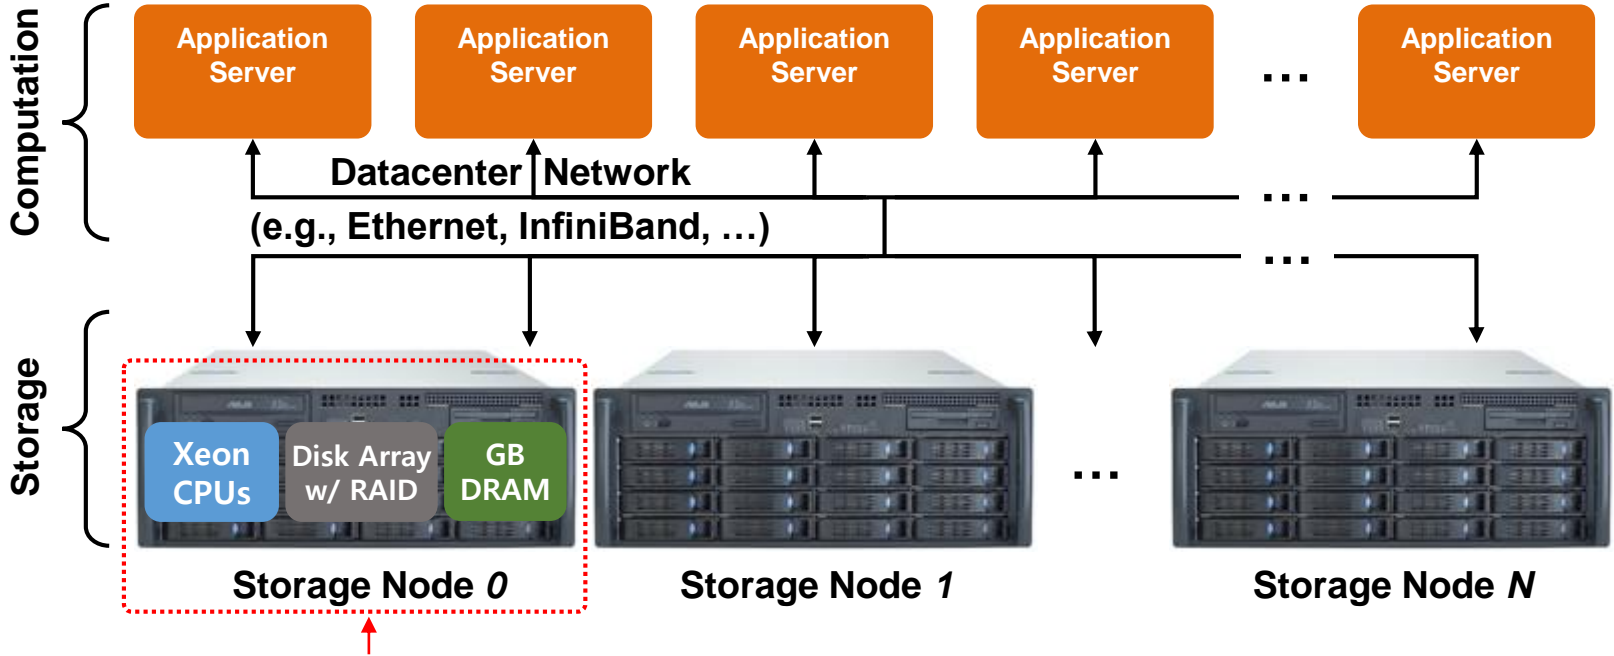 Computation
Application
Server
Application
Server
Application
Server
Application
Server
...
Application
Server
Datacenter Network
...
(e.g., Ethernet, InfiniBand, ...)
...
Storage
Xeon
CPUs
Disk Array
w/ RAID
GB
DRAM
...
Storage Node 0
Storage Node 1
Storage Node N